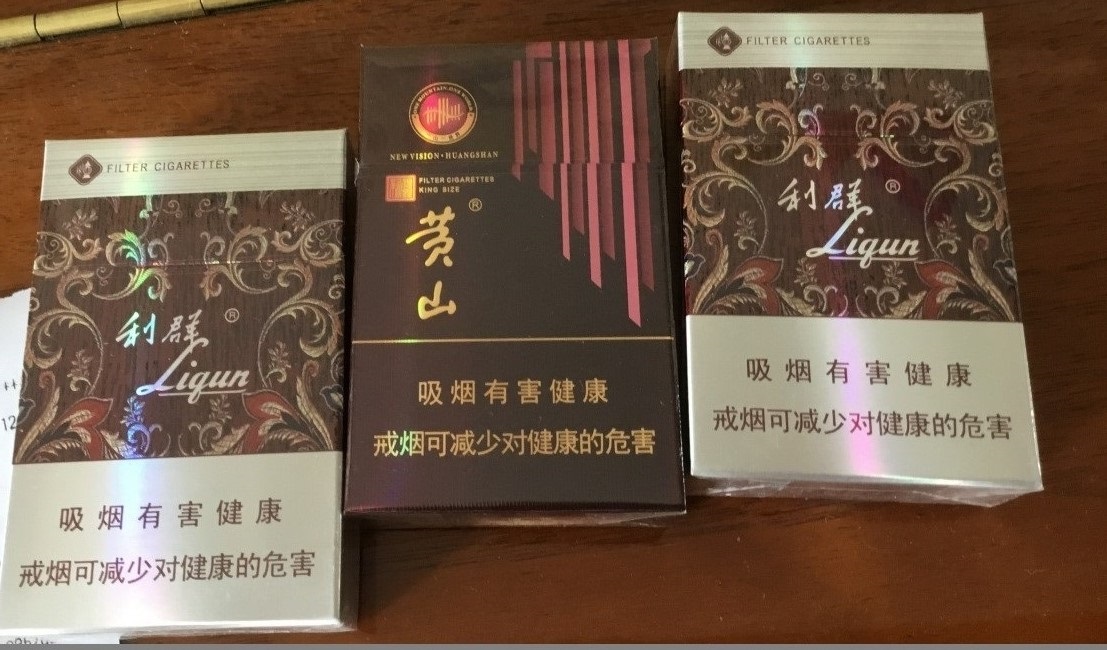 FILTER CIGARETTES
利群®
Liqun
吸烟有害健康
戒烟可减少对健康的危害
NEW VISION·HUANGSHAN
FILTER CIGARETTES
KING SIZE
黄山®
吸烟有害健康
戒烟可减少对健康的危害
FILTER CIGARETTES
利群®
Liqun
吸烟有害健康
戒烟可减少对健康的危害
12